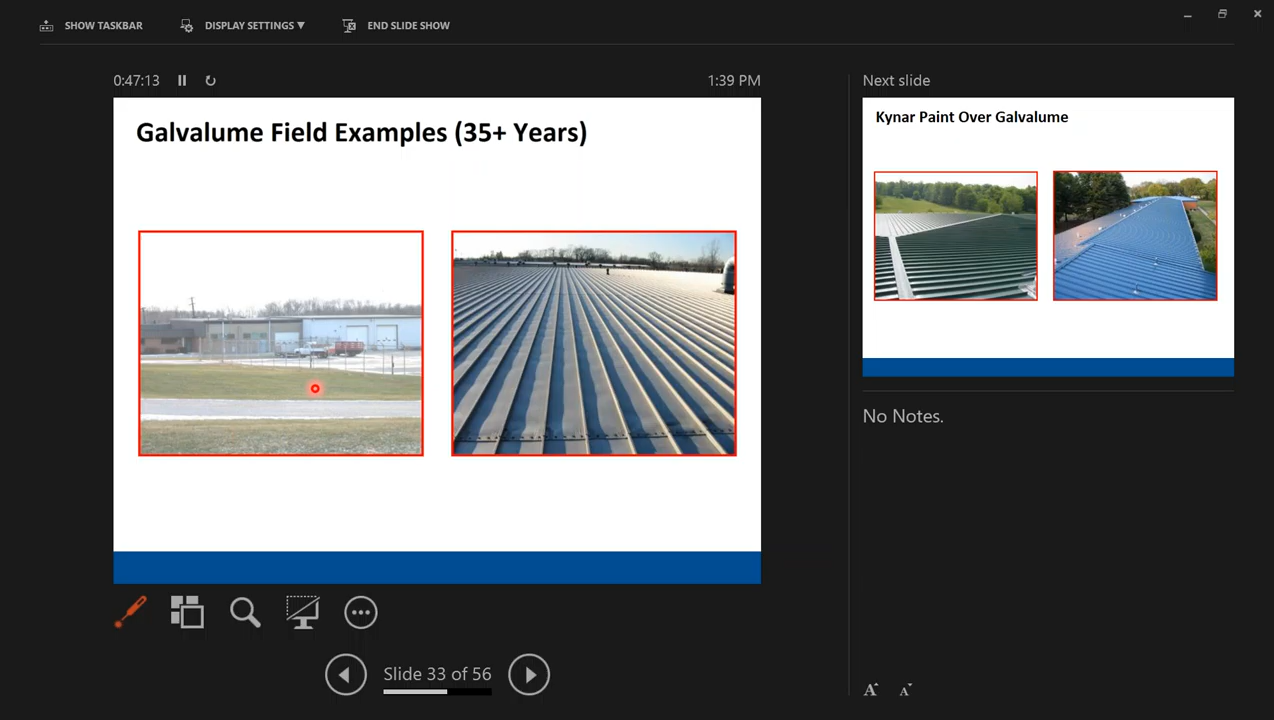 SHOW TASKBAR
DISPLAY SETTINGS ▼
END SLIDE SHOW
0:47:13
1:39 PM
Galvalume Field Examples (35+ Years)
Slide 33 of 56
Next slide
Kynar Paint Over Galvalume
No Notes.
A A